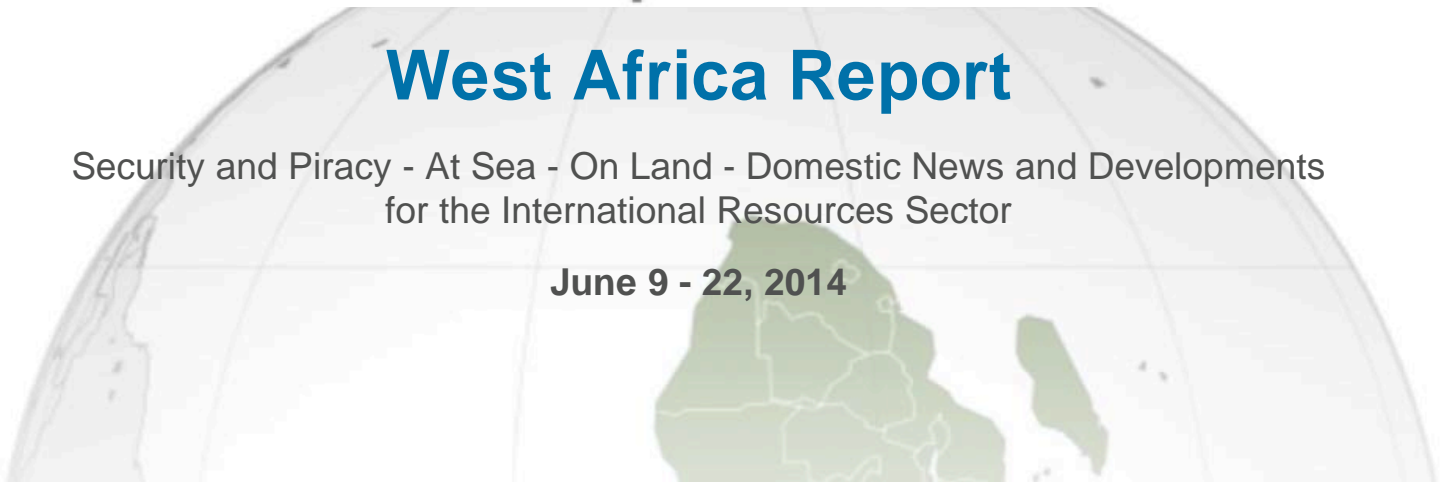 West Africa Report
Security and Piracy - At Sea - On Land - Domestic News and Developments
for the International Resources Sector
June 9 - 22, 2014